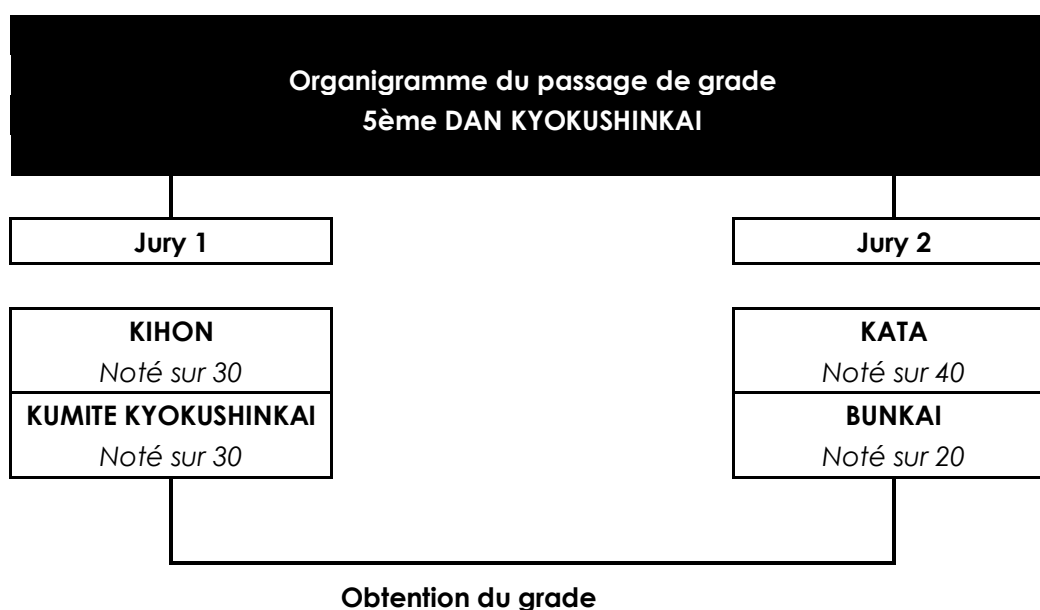 Organigramme du passage de grade
5ème DAN KYOKUSHINKAI
Jury 1
Jury 2
KIHON
Noté sur 30
KUMITE KYOKUSHINKAI
Noté sur 30
KATA
Noté sur 40
BUNKAI
Noté sur 20
Obtention du grade